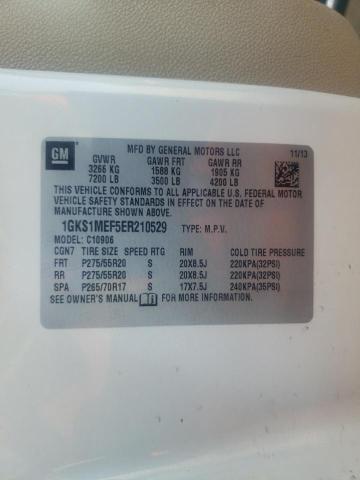 GM
MFD BY GENERAL MOTORS LLC 11/13
GVWR GAWR FRT GAWR RR
3266 KG 1588 KG 1905 KG
7200 LB 3500 LB 4200 LB
THIS VEHICLE CONFORMS TO ALL APPLICABLE U.S. FEDERAL MOTOR
VEHICLE SAFETY STANDARDS IN EFFECT ON THE DATE OF
MANUFACTURE SHOWN ABOVE.
1GKS1MEF5ER210529 TYPE: M.P.V.
MODEL: C10906
CGN7 TIRE SIZE SPEED RTG RIM COLD TIRE PRESSURE
FRT P275/55R20 S 20X8.5J 220KPA(32PSI)
RR P275/55R20 S 20X8.5J 220KPA(32PSI)
SPA P265/70R17 S 17X7.5J 240KPA(35PSI)
SEE OWNER'S MANUAL FOR MORE INFORMATION.